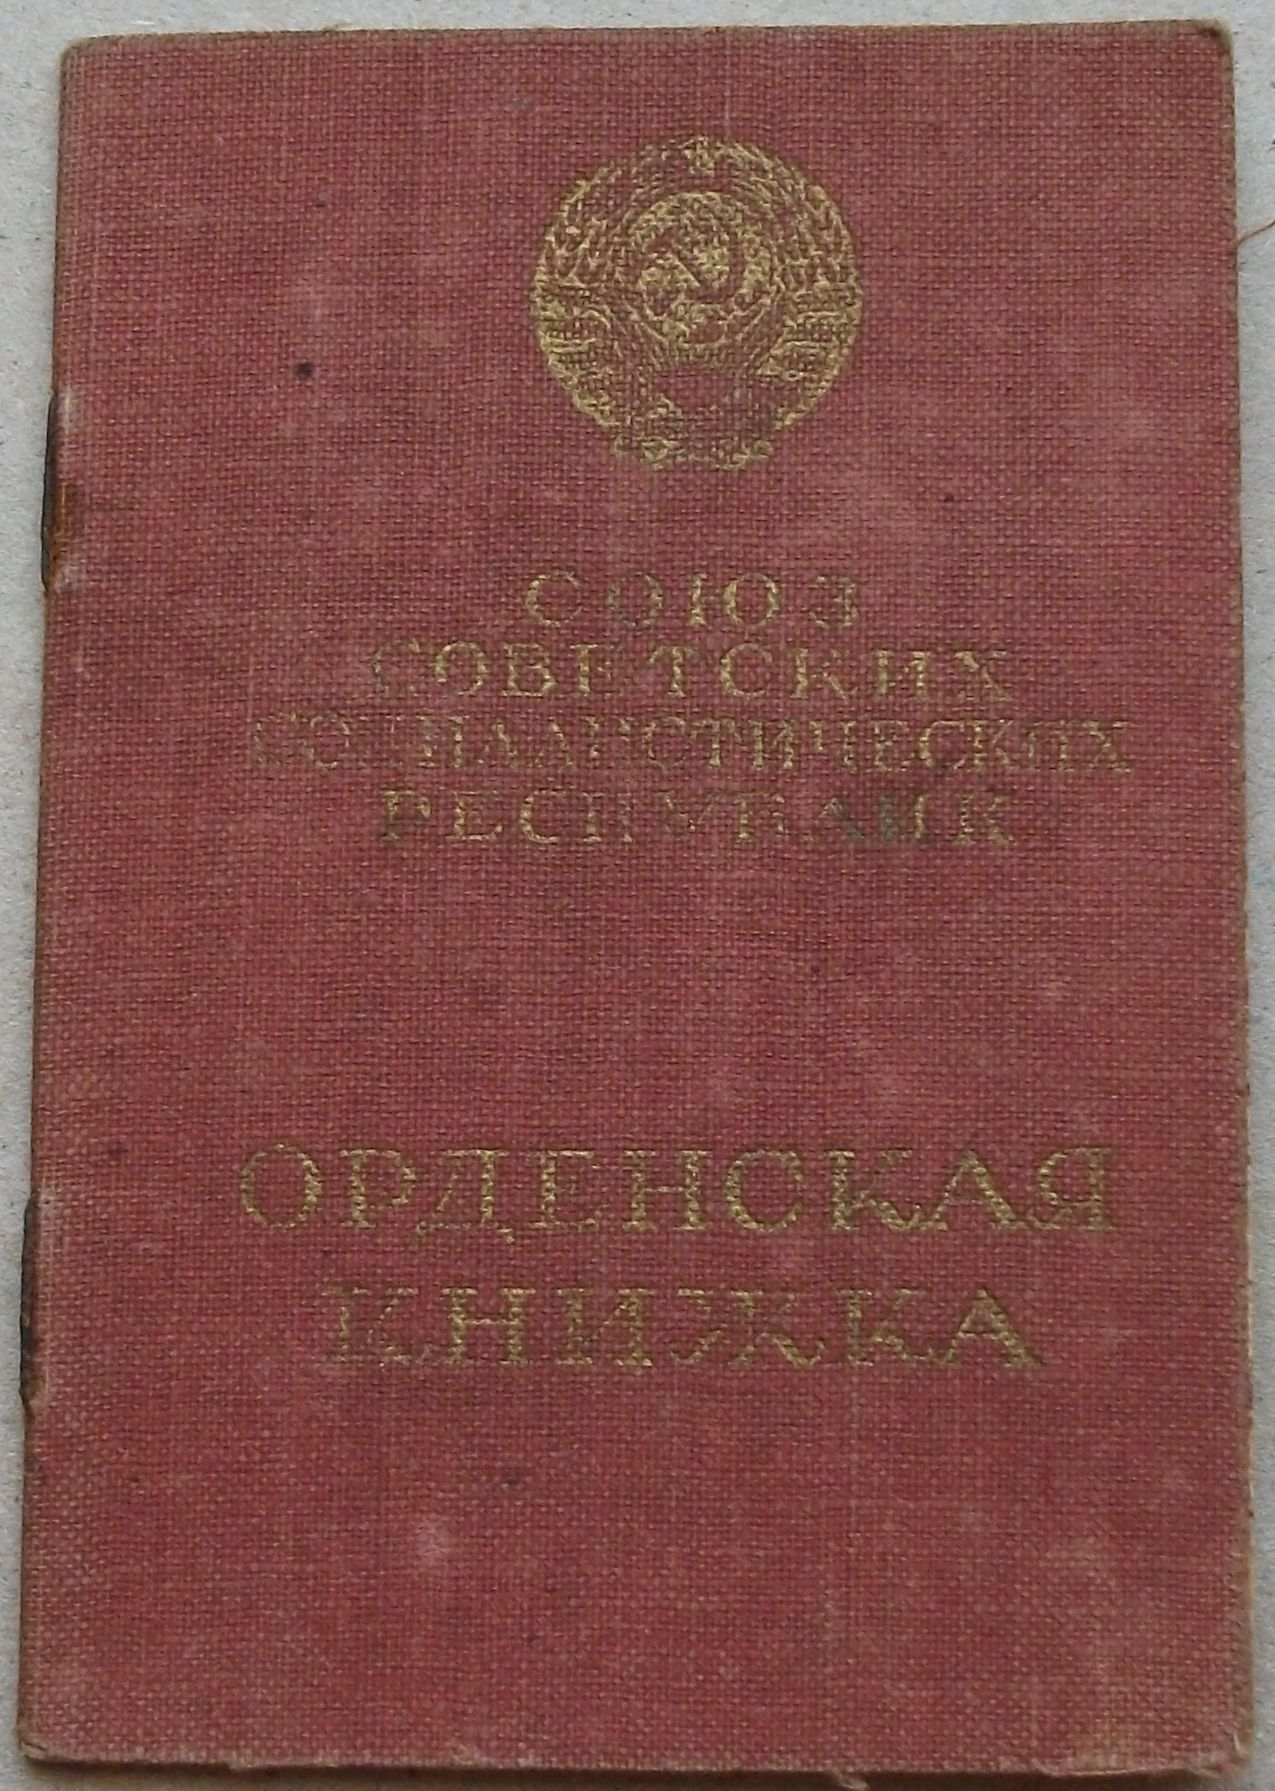 СОЮЗ
СОВЕТСКИХ
СОЦИАЛИСТИЧЕСКИХ
РЕСПУБЛИК
ОРДЕНСКАЯ
КНИЖКА